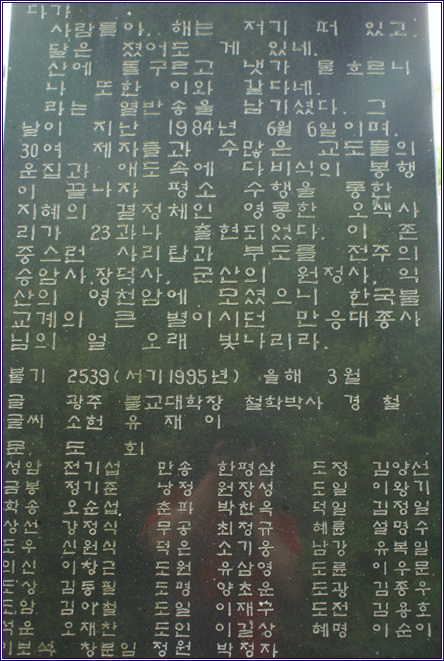 다가
사람들아, 해는 저기 떠 있고.
달은 졌어도 게 있네.
산에 돌구르고 냇가 물흐르니
나 또한 이와 같다네.
라는 열반송을 남기셨다. 그
날이 지난 1984년 6월 6일이며.
30여 제자들과 수많은 고도들의
운집과 애도속에 다비식의 봉행
이 끝나자 평소 수행을 통한
지혜의 결정체인 영롱한 오색사
리가 23과나 출현되었다. 이 존
중스런 사리탑과 부도를 전주의
승암사.장덕사.군산의 원정사.익
산의 영천암에 모셨으니 한국불
교계의 큰 별이시던 만응대종사
님의 얼 오래 빛나리라.
불기 2539(서기1995년) 올해 3월
글 광주 불교대학장 철학박사 경 철
글씨 소헌 유 재 이
문 도 회
성암 전기섭 만송 한평삼 도정 김양선
금봉 정기준 낭정 원장성 도일 이왕정
학송 오순섭 춘파 박찬옥 덕일 김정기
상선 강정식 무공 장규 혜륜 설명일
도우 신원식 덕은 최기웅 남강 유복수
의신 이창근 도원 소삼영 도륜 이종우
도상 김동필 도명 유초운 도광 김문우
도암 김아철 도일 이재수 도전 김용호
오재찬 도인 이길상 도명 이순
이보석 창문임 정원 박정자